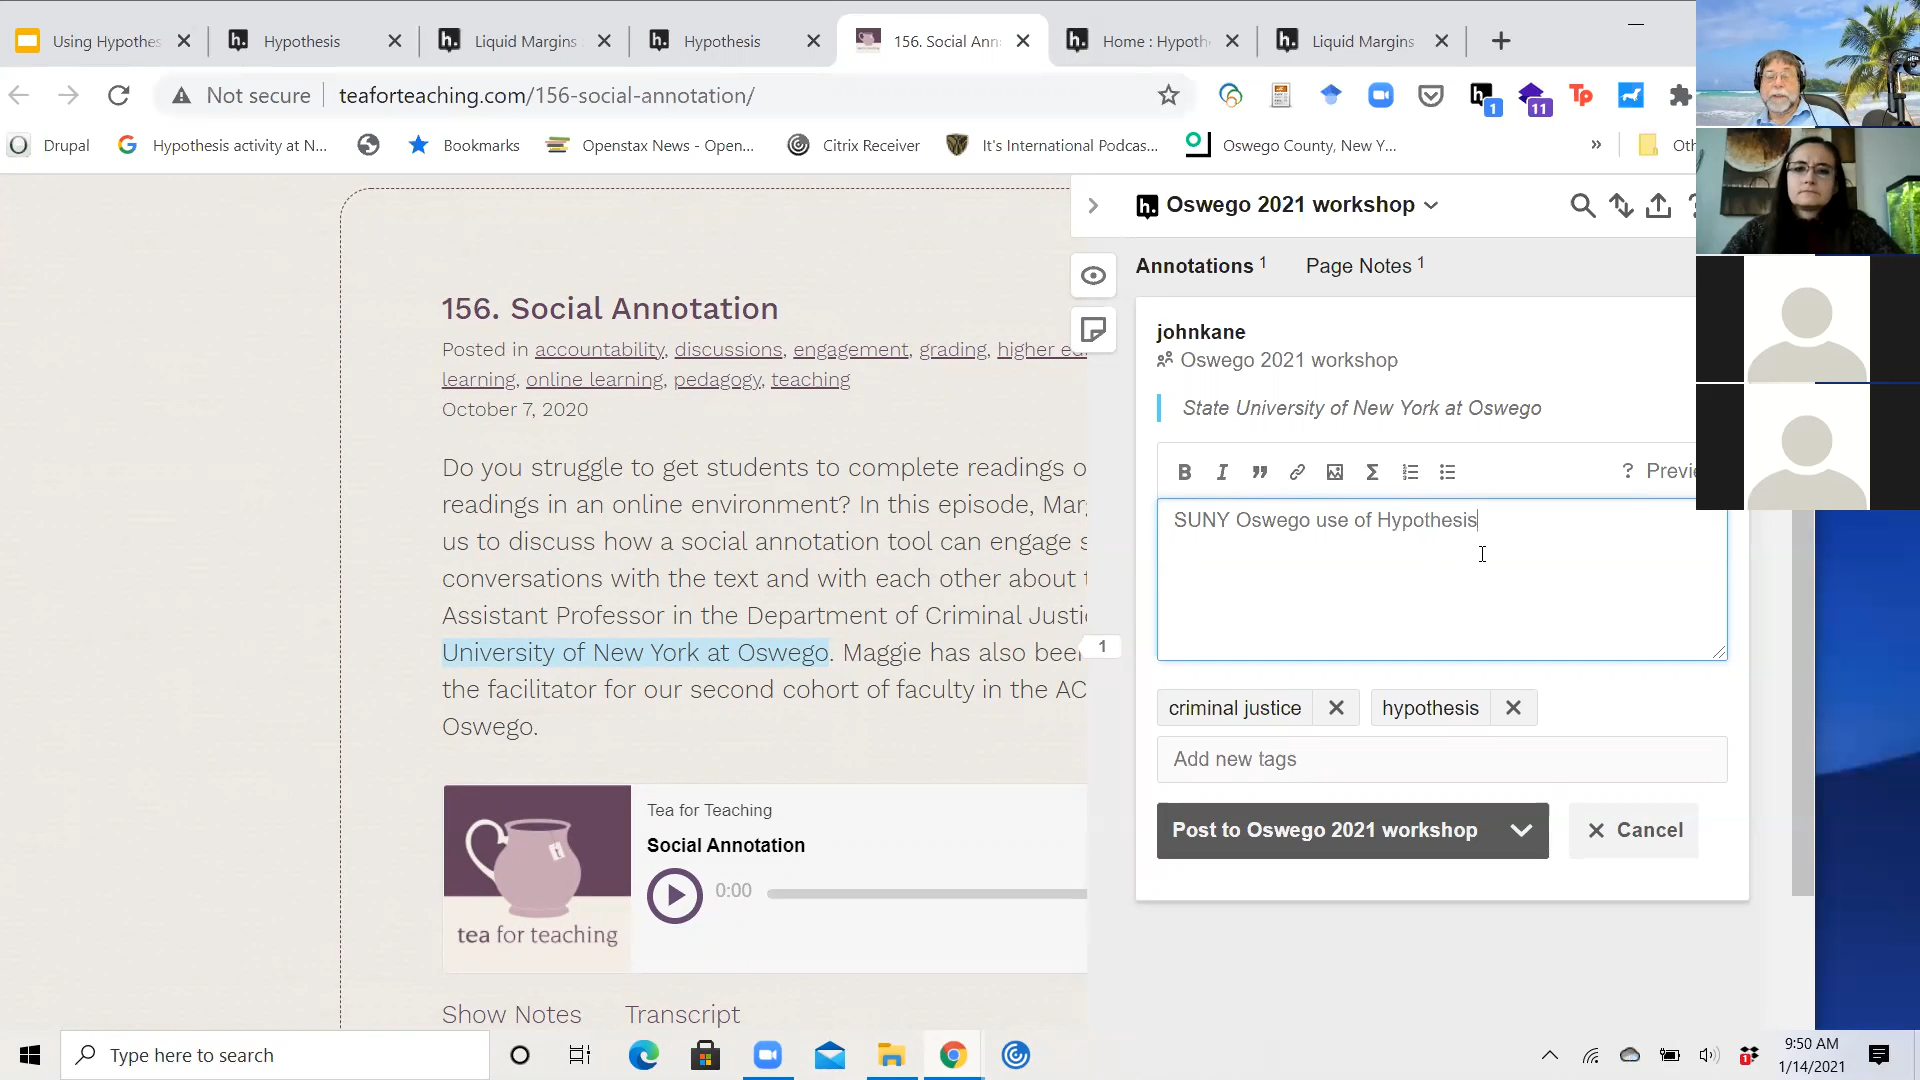 Using Hypothes
Hypothesis
Liquid Margins
Hypothesis
156. Social Ann
Home : Hypoth
Liquid Margins
Not secure
teaforteaching.com/156-social-annotation/
1
11
Tp
Drupal
Hypothesis activity at N...
Bookmarks
Openstax News - Open...
Citrix Receiver
It's International Podcas...
Oswego County, New Y...
»
Oth
156. Social Annotation
Posted in accountability, discussions, engagement, grading, higher ed
learning, online learning, pedagogy, teaching
October 7, 2020
Do you struggle to get students to complete readings o
readings in an online environment? In this episode, Mar
us to discuss how a social annotation tool can engage s
conversations with the text and with each other about t
Assistant Professor in the Department of Criminal Justi
University of New York at Oswego. Maggie has also been
the facilitator for our second cohort of faculty in the AC
Oswego.
1
Tea for Teaching
Social Annotation
0:00
tea for teaching
Show Notes
Transcript
h. Oswego 2021 workshop
Annotations 1
Page Notes 1
johnkane
Oswego 2021 workshop
State University of New York at Oswego
B I
? Previe
SUNY Oswego use of Hypothesis
criminal justice
hypothesis
Add new tags
Post to Oswego 2021 workshop
Cancel
Type here to search
1
9:50 AM
1/14/2021